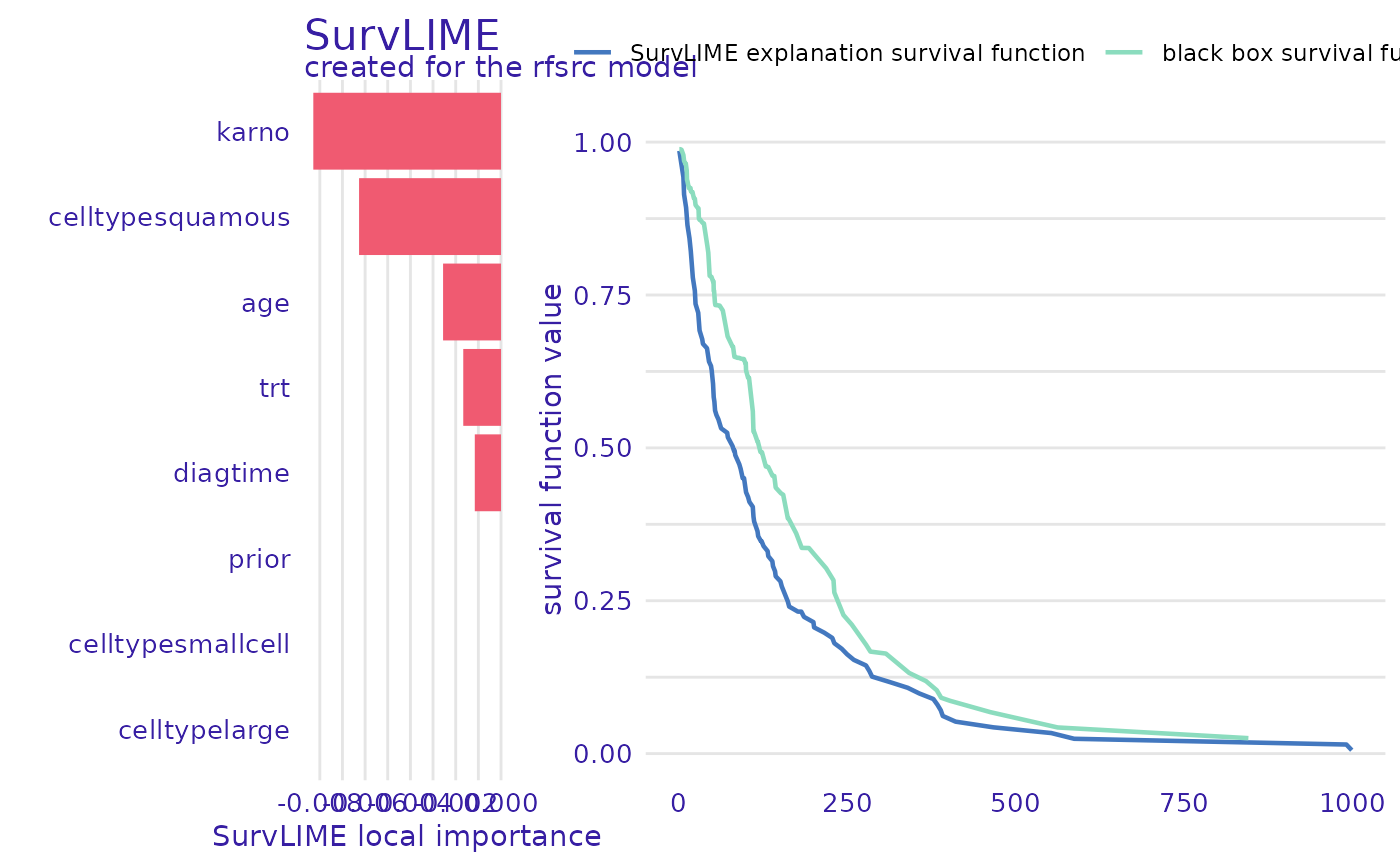 SurvLIME
created for the rfsrc model
SurvLIME explanation survival function
black box survival fu
karno
celltypesquamous
age
trt
diagtime
prior
celltypesmallcell
celltypelarge
SurvLIME local importance
survival function value
1.00
0.75
0.50
0.25
0.00
0 250 500 750 1000